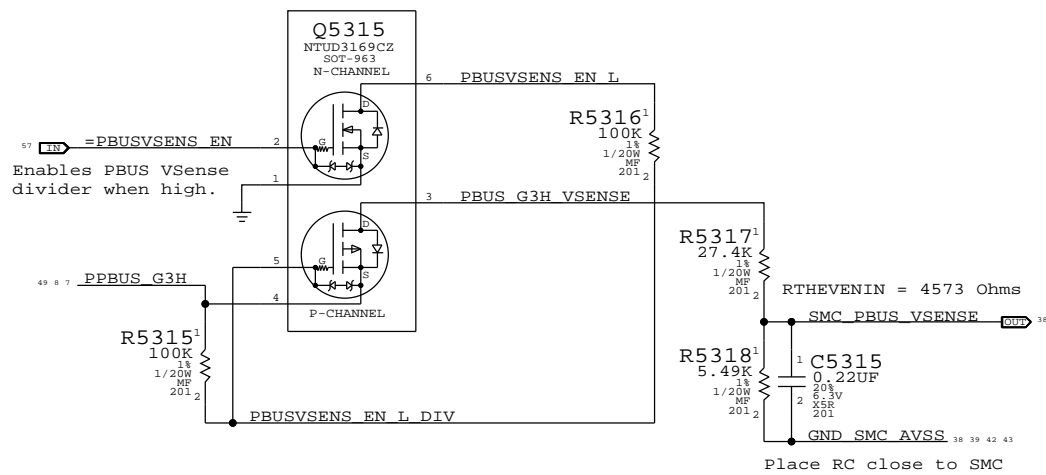 Q5315
NTUD3169CZ
SOT-963
N-CHANNEL
D
G
S
6 PBUSVSENS_EN_L
R5316 1
100K
1%
1/20W
MF
201 2
57 IN =PBUSVSENS_EN 2
Enables PBUS VSense
divider when high.
1
3 PBUS_G3H_VSENSE
D
G
S
5
49 8 7 PPBUS_G3H
4
P-CHANNEL
R5317 1
27.4K
1%
1/20W
MF
201 2
RTHEVENIN = 4573 Ohms
SMC_PBUS_VSENSE OUT 38
R5315 1
100K
1%
1/20W
MF
201 2
R5318 1
5.49K
1%
1/20W
MF
201 2
1 C5315
0.22UF
20%
2 6.3V
X5R
201
PBUSVSENS_EN_L_DIV
GND_SMC_AVSS 38 39 42 43
Place RC close to SMC